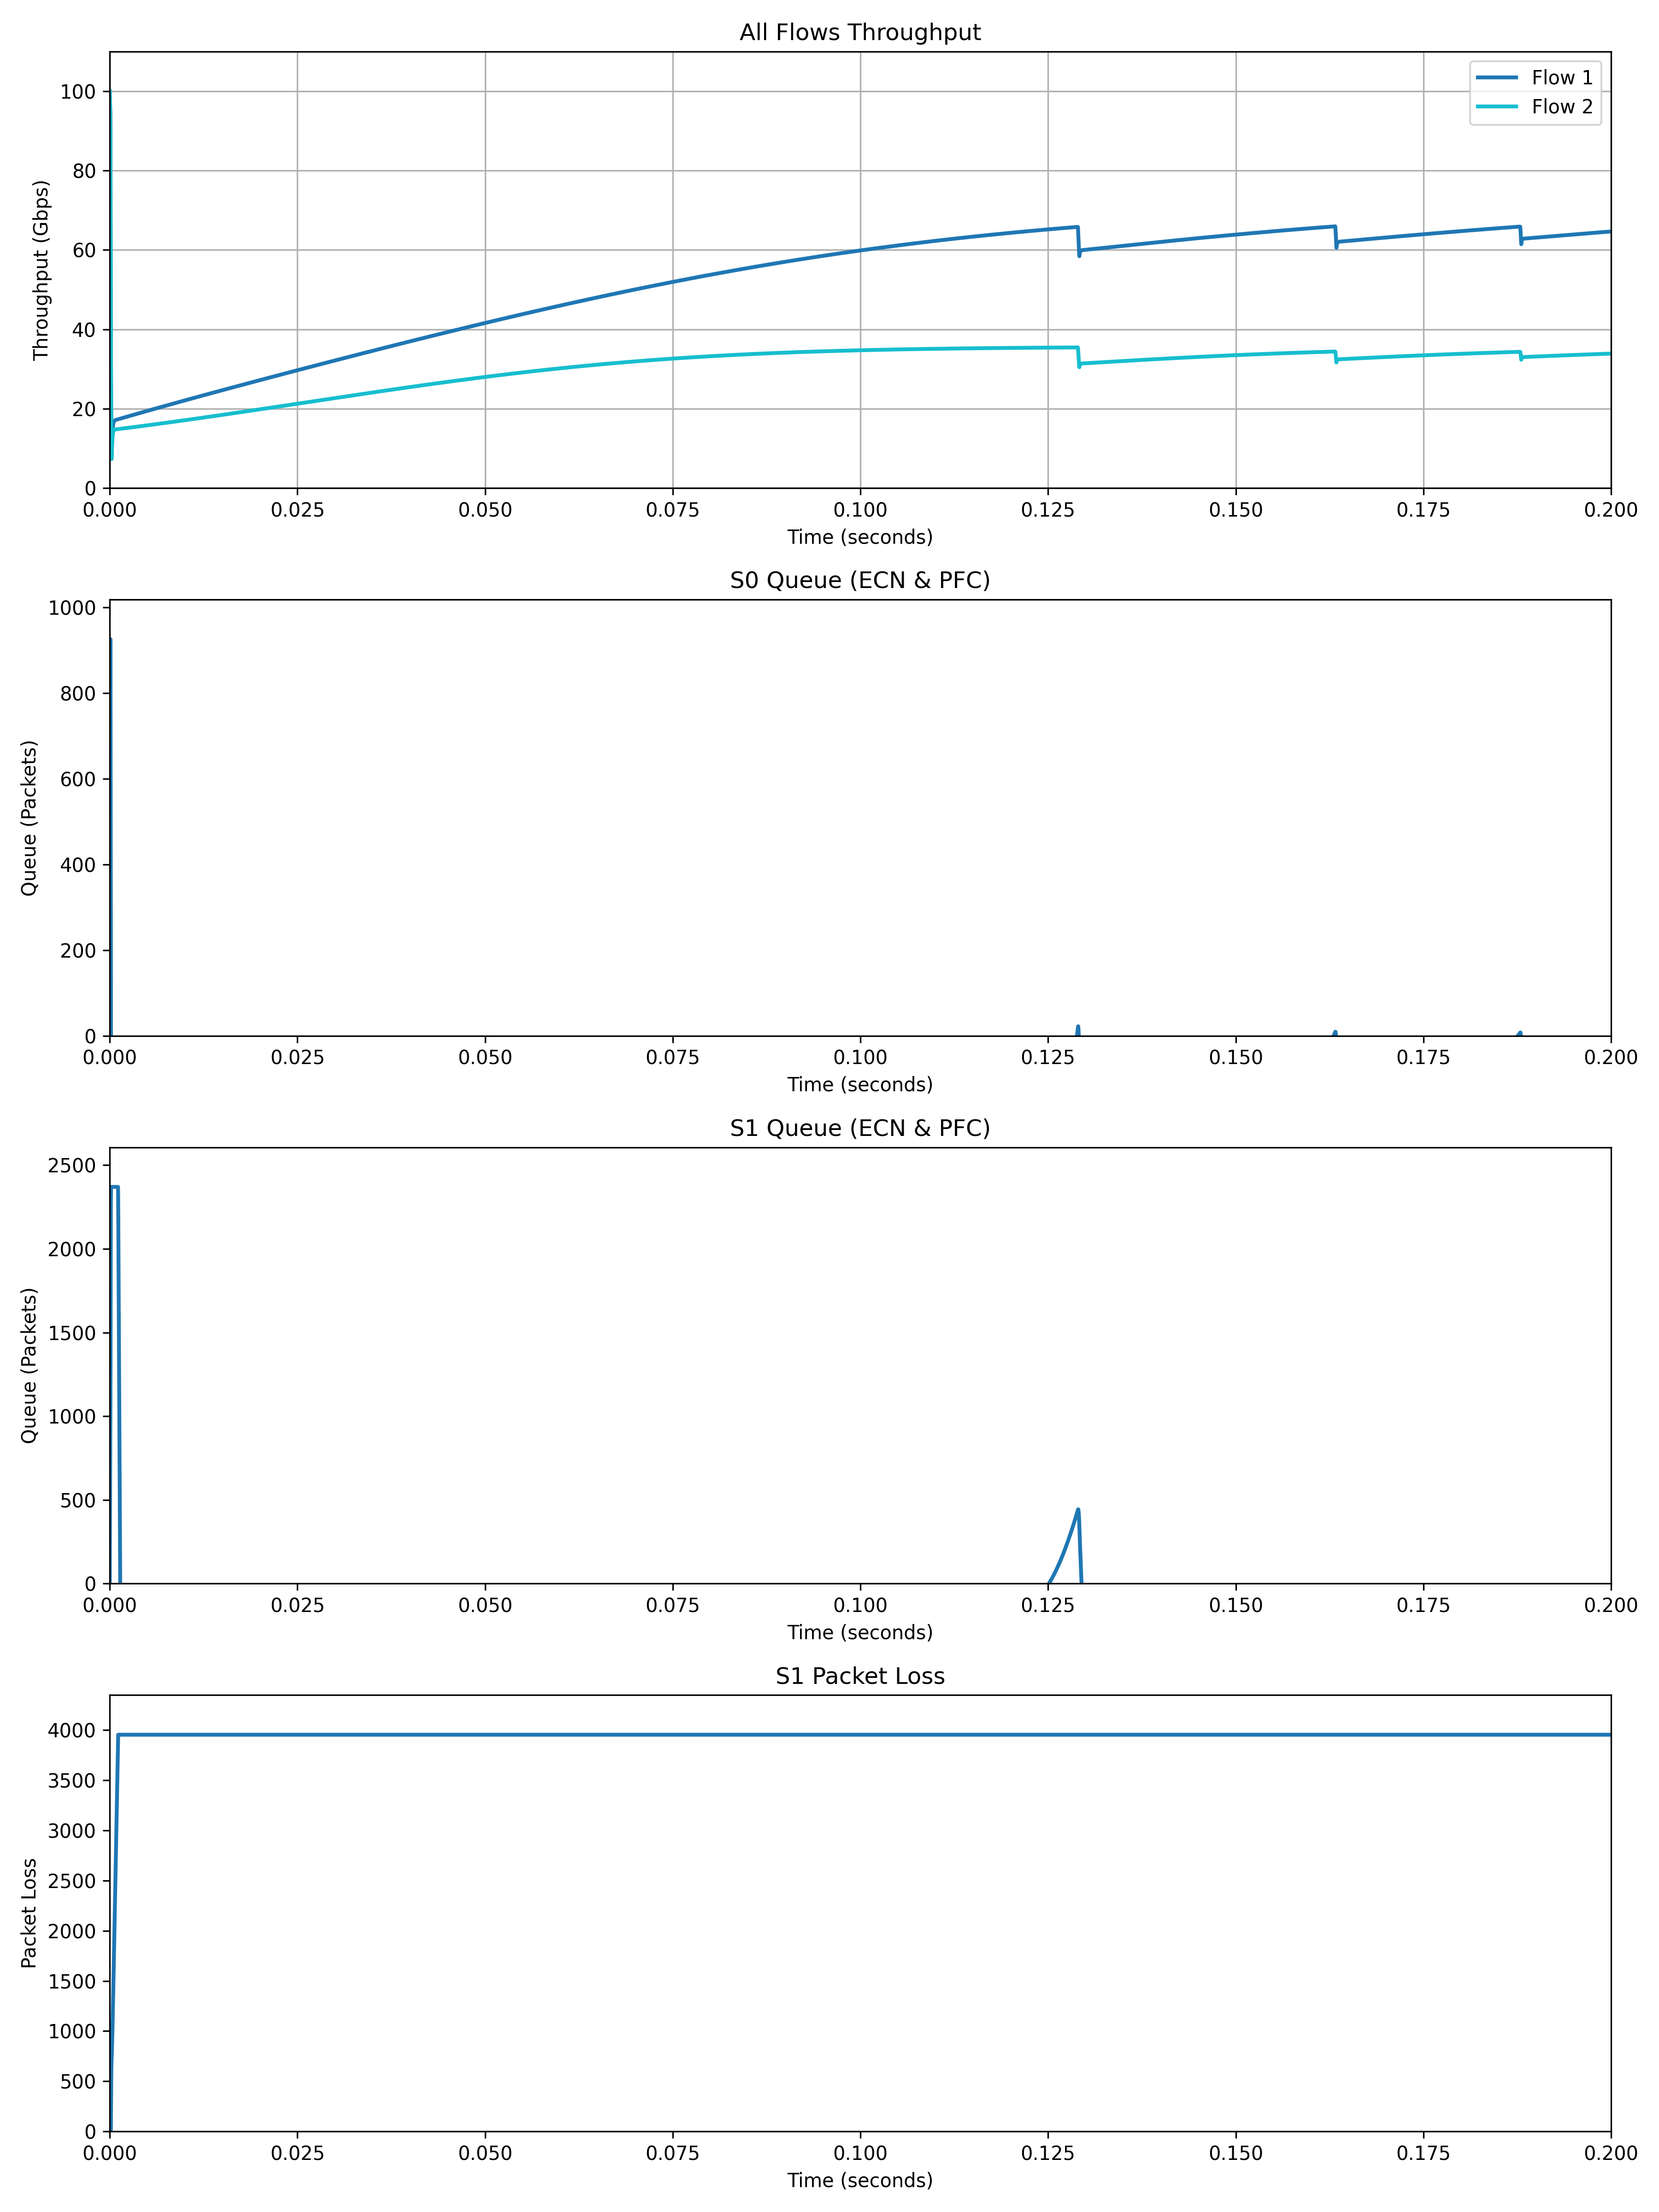 All Flows Throughput
Throughput (Gbps)
100
80
60
40
20
0
Flow 1
Flow 2
0.000 0.025 0.050 0.075 0.100 0.125 0.150 0.175 0.200
Time (seconds)
S0 Queue (ECN & PFC)
Queue (Packets)
1000
800
600
400
200
0
0.000 0.025 0.050 0.075 0.100 0.125 0.150 0.175 0.200
Time (seconds)
S1 Queue (ECN & PFC)
Queue (Packets)
2500
2000
1500
1000
500
0
0.000 0.025 0.050 0.075 0.100 0.125 0.150 0.175 0.200
Time (seconds)
S1 Packet Loss
Packet Loss
4000
3500
3000
2500
2000
1500
1000
500
0
0.000 0.025 0.050 0.075 0.100 0.125 0.150 0.175 0.200
Time (seconds)